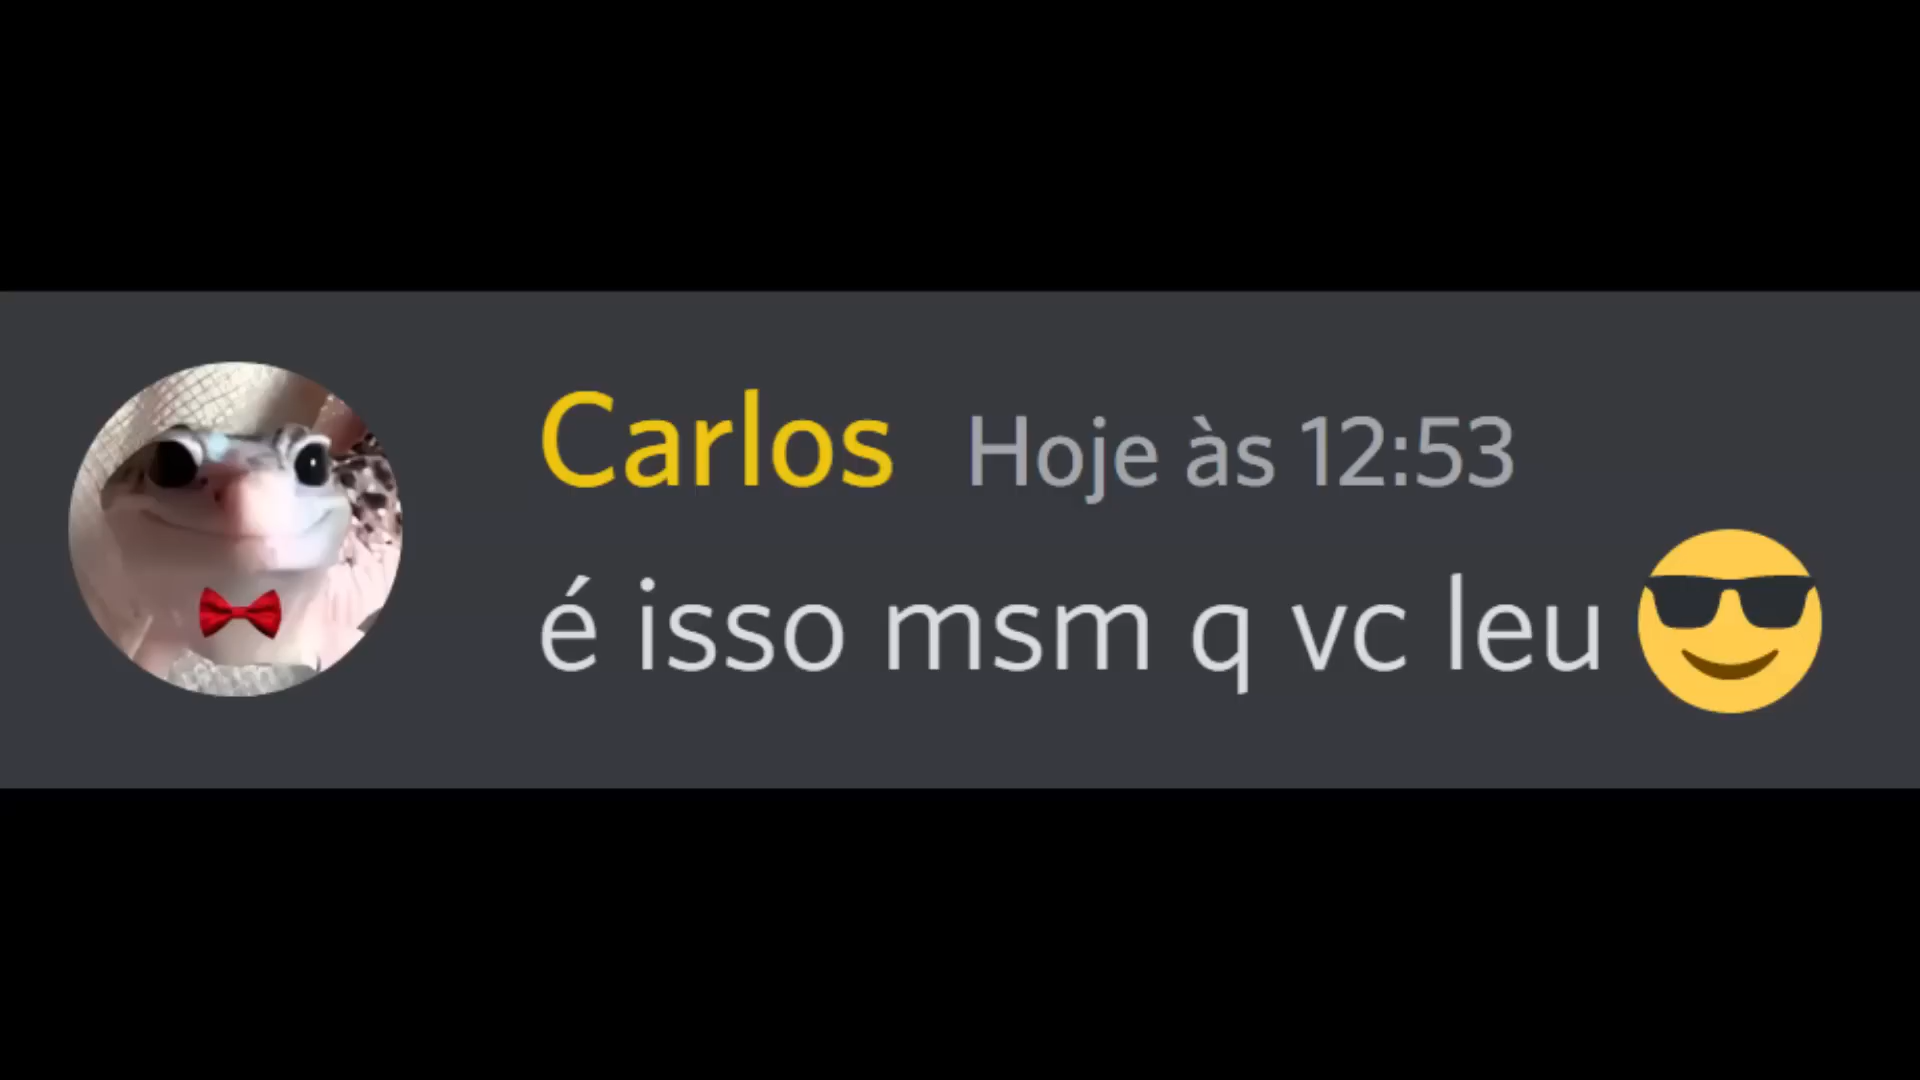 Carlos Hoje às 12:53
é isso msm q vc leu 😎